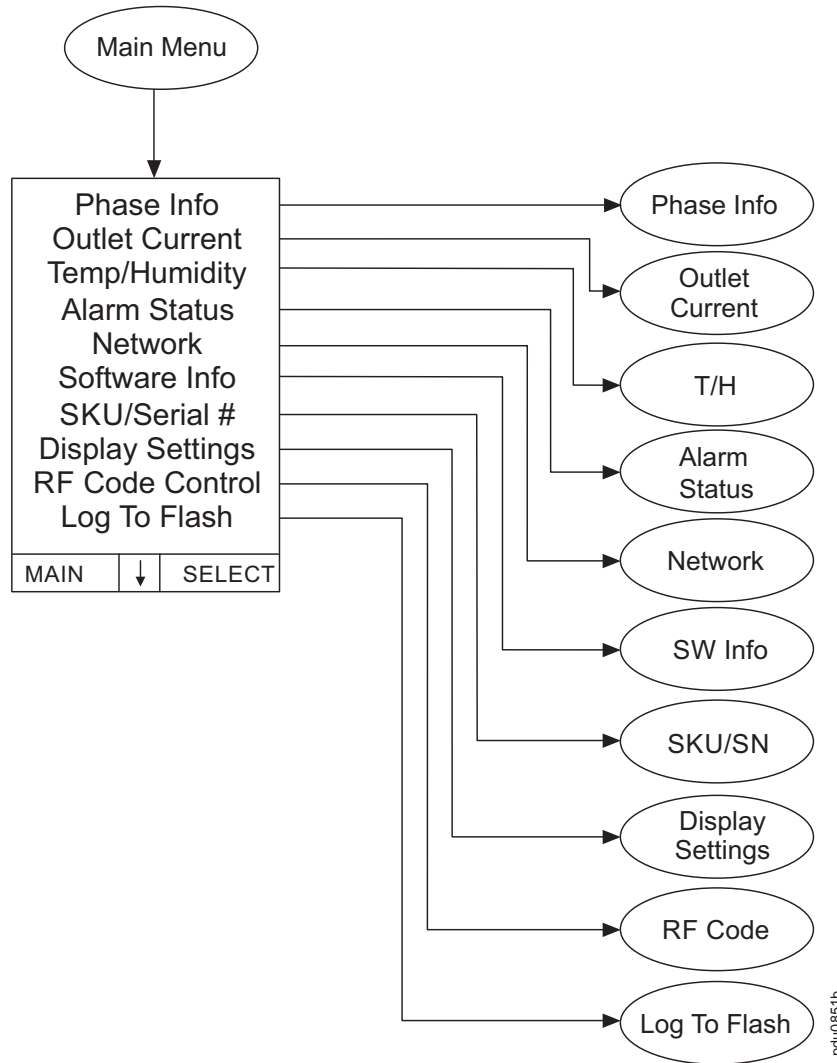 Main Menu
Phase Info
Outlet Current
Temp/Humidity
Alarm Status
Network
Software Info
SKU/Serial #
Display Settings
RF Code Control
Log To Flash
MAIN ↓ SELECT
Phase Info
Outlet
Current
T/H
Alarm
Status
Network
SW Info
SKU/SN
Display
Settings
RF Code
Log To Flash
pdu0851b